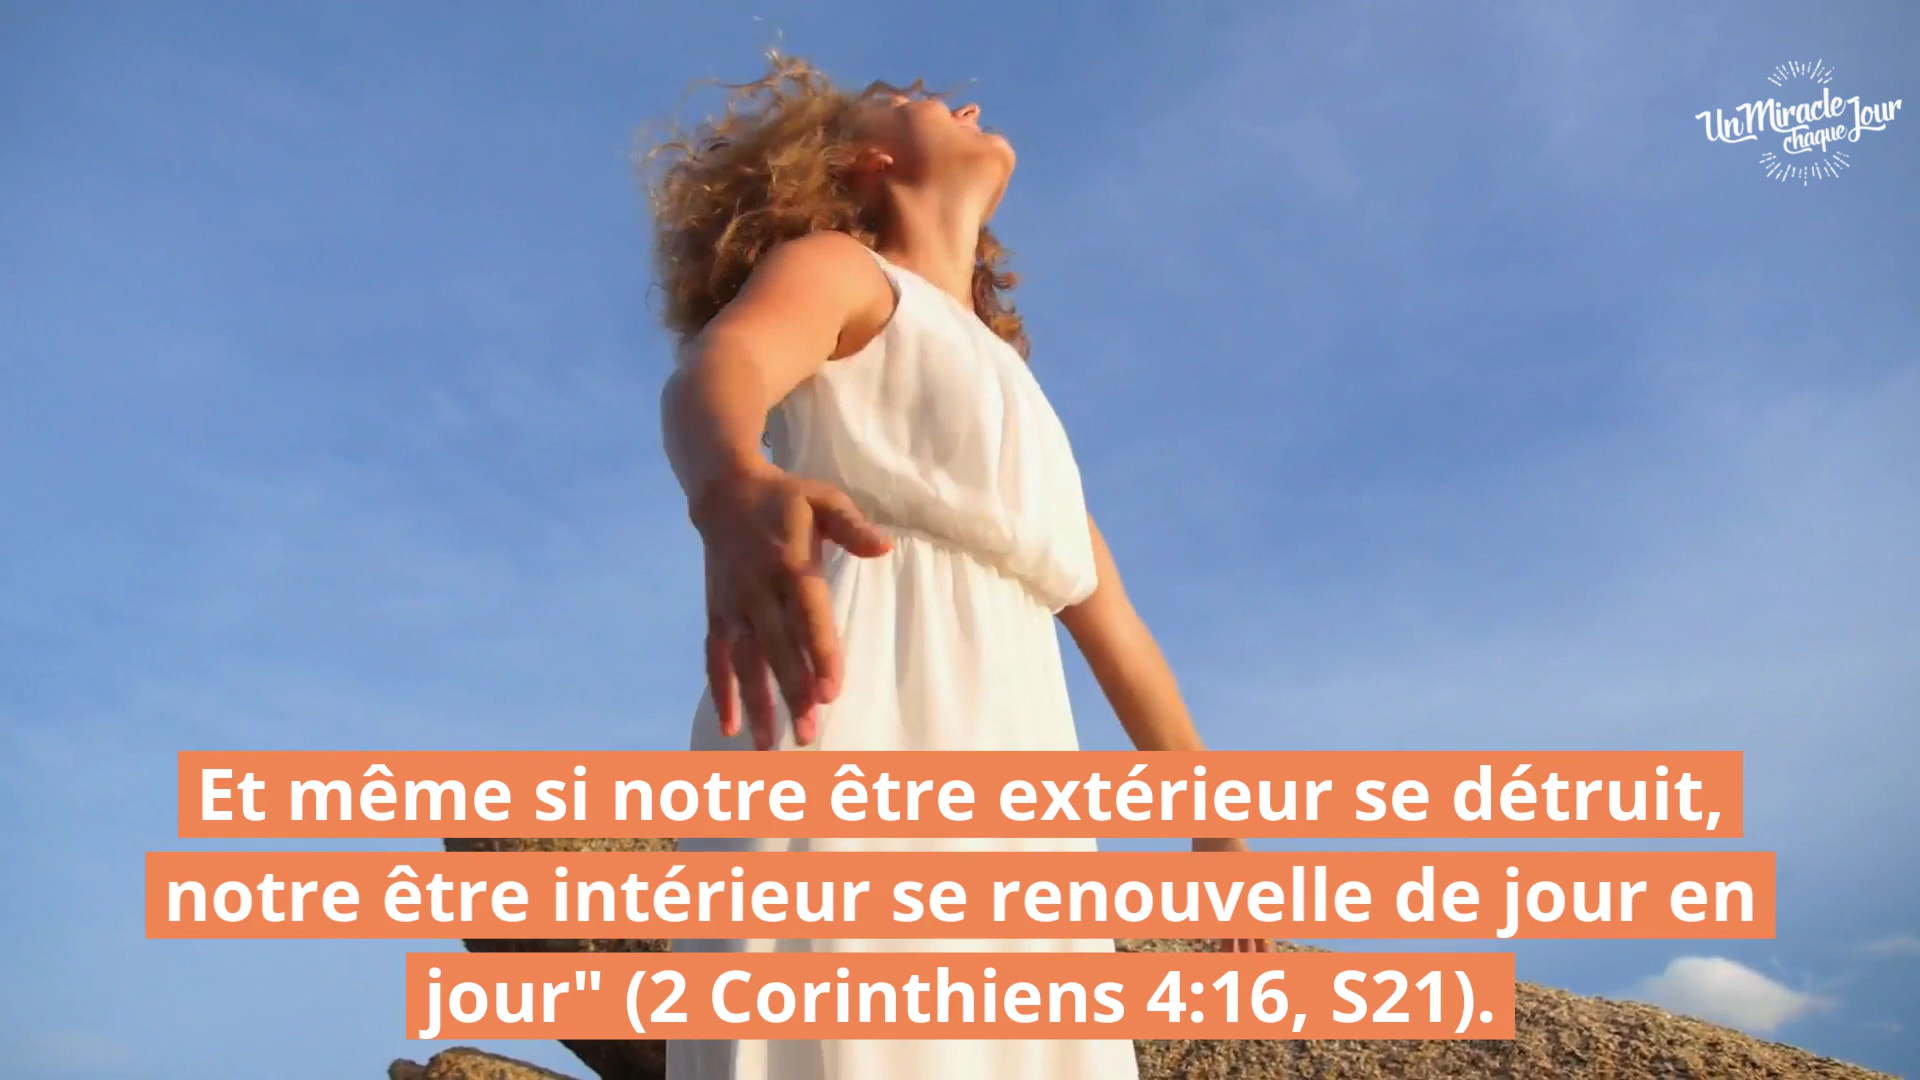 Un Miracle
chaque Jour
Et même si notre être extérieur se détruit,
notre être intérieur se renouvelle de jour en
jour" (2 Corinthiens 4:16, S21).